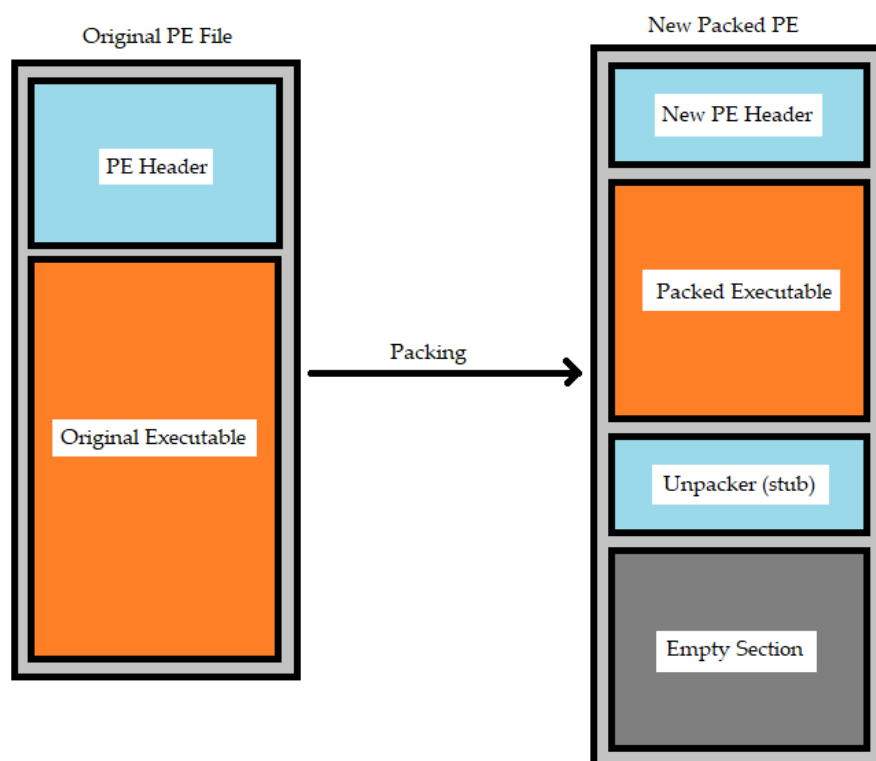 Original PE File
PE Header
Original Executable
Packing
New Packed PE
New PE Header
Packed Executable
Unpacker (stub)
Empty Section